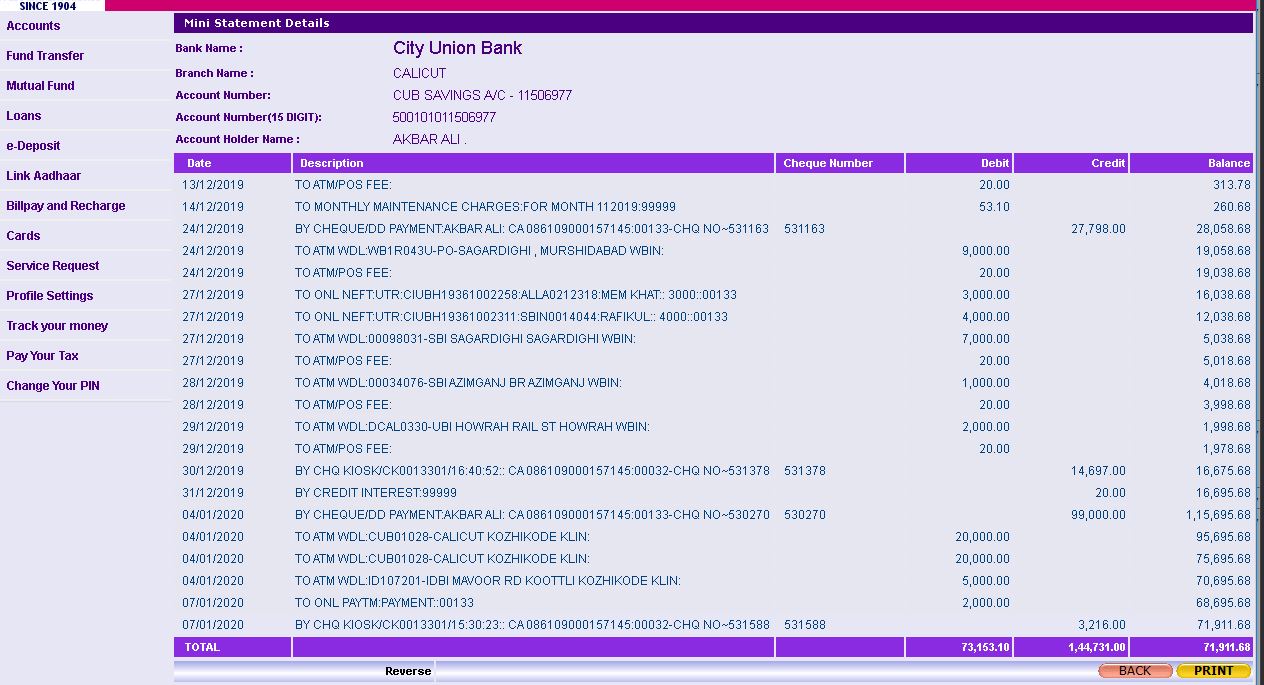 SINCE 1904
Accounts
Fund Transfer
Mutual Fund
Loans
e-Deposit
Link Aadhaar
Billpay and Recharge
Cards
Service Request
Profile Settings
Track your money
Pay Your Tax
Change Your PIN
Mini Statement Details
Bank Name : City Union Bank
Branch Name : CALICUT
Account Number: CUB SAVINGS A/C - 11506977
Account Number(15 DIGIT): 500101011506977
Account Holder Name : AKBAR ALI .
Date Description Cheque Number Debit Credit Balance
13/12/2019 TO ATM/POS FEE: 20.00 313.78
14/12/2019 TO MONTHLY MAINTENANCE CHARGES:FOR MONTH 112019:99999 53.10 260.68
24/12/2019 BY CHEQUE/DD PAYMENT:AKBAR ALI: CA 086109000157145:00133-CHQ NO~531163 531163 27,798.00 28,058.68
24/12/2019 TO ATM WDL:WB1R043U-PO-SAGARDIGHI , MURSHIDABAD WBIN: 9,000.00 19,058.68
24/12/2019 TO ATM/POS FEE: 20.00 19,038.68
27/12/2019 TO ONL NEFT:UTR:CIUBH19361002258:ALLA0212318:MEM KHAT:: 3000::00133 3,000.00 16,038.68
27/12/2019 TO ONL NEFT:UTR:CIUBH19361002311:SBIN0014044:RAFIKUL:: 4000::00133 4,000.00 12,038.68
27/12/2019 TO ATM WDL:00098031-SBI SAGARDIGHI SAGARDIGHI WBIN: 7,000.00 5,038.68
27/12/2019 TO ATM/POS FEE: 20.00 5,018.68
28/12/2019 TO ATM WDL:00034076-SBI AZIMGANJ BR AZIMGANJ WBIN: 1,000.00 4,018.68
28/12/2019 TO ATM/POS FEE: 20.00 3,998.68
29/12/2019 TO ATM WDL:DCAL0330-UBI HOWRAH RAIL ST HOWRAH WBIN: 2,000.00 1,998.68
29/12/2019 TO ATM/POS FEE: 20.00 1,978.68
30/12/2019 BY CHQ KIOSK/CK0013301/16:40:52:: CA 086109000157145:00032-CHQ NO~531378 531378 14,697.00 16,675.68
31/12/2019 BY CREDIT INTEREST:99999 20.00 16,695.68
04/01/2020 BY CHEQUE/DD PAYMENT:AKBAR ALI: CA 086109000157145:00133-CHQ NO~530270 530270 99,000.00 1,15,695.68
04/01/2020 TO ATM WDL:CUB01028-CALICUT KOZHIKODE KLIN: 20,000.00 95,695.68
04/01/2020 TO ATM WDL:CUB01028-CALICUT KOZHIKODE KLIN: 20,000.00 75,695.68
04/01/2020 TO ATM WDL:ID107201-IDBI MAVOOR RD KOOTTLI KOZHIKODE KLIN: 5,000.00 70,695.68
07/01/2020 TO ONL PAYTM:PAYMENT::00133 2,000.00 68,695.68
07/01/2020 BY CHQ KIOSK/CK0013301/15:30:23:: CA 086109000157145:00032-CHQ NO~531588 531588 3,216.00 71,911.68
TOTAL 73,153.10 1,44,731.00 71,911.68
Reverse BACK PRINT